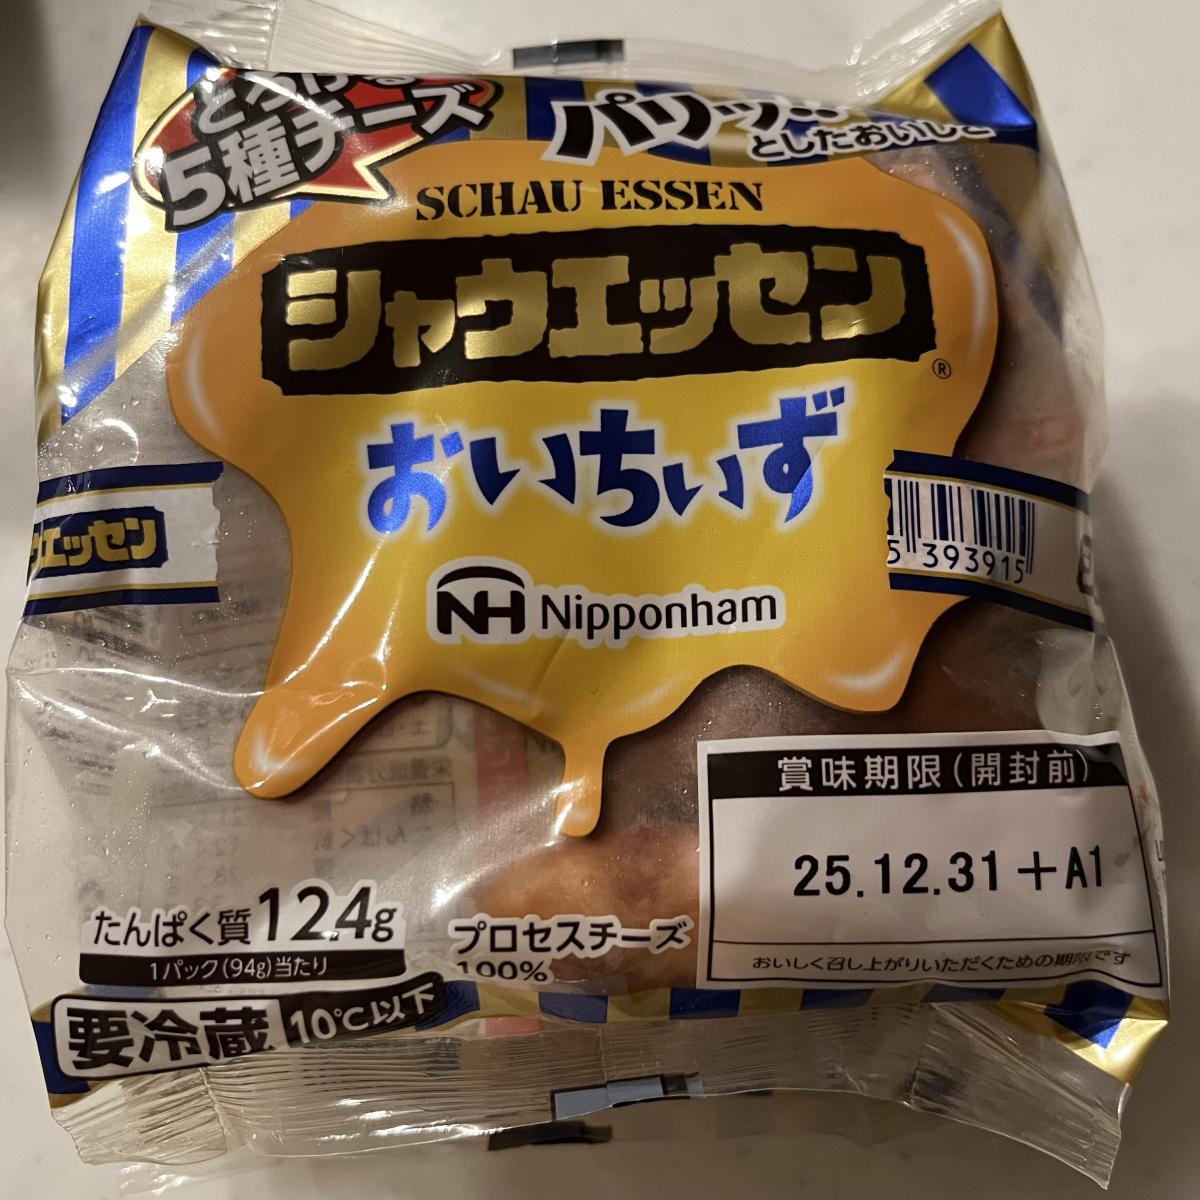 とろける
5種チーズ
パリッ!!
としたおいしさ
SCHAU ESSEN
シャウエッセン
®
おいちぃず
ウエッセン
5 393915
NH Nipponham
賞味期限(開封前)
25.12.31+A1
おいしく召し上がりいただくための期限です
たんぱく質12.4g
1パック(94g)当たり
プロセスチーズ
100%
要冷蔵 10℃以下